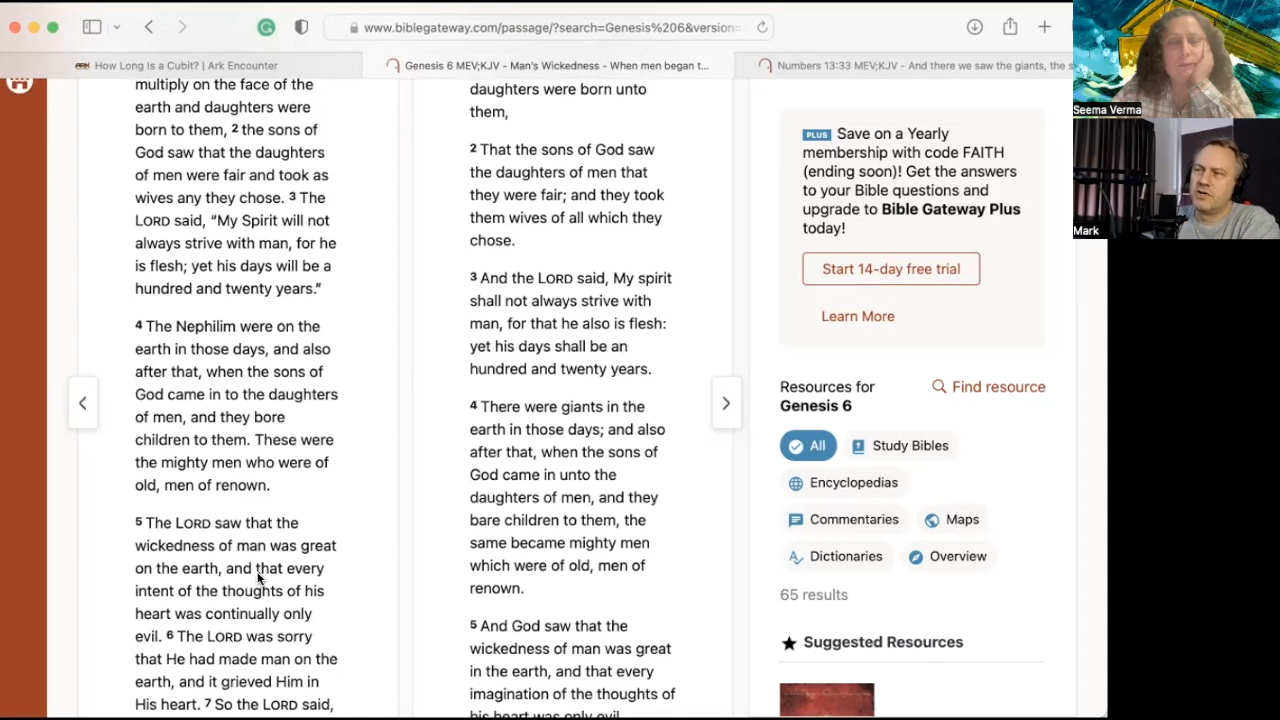 www.biblegateway.com/passage/?search=Genesis%206&version=
How Long Is a Cubit? | Ark Encounter
Genesis 6 MEV;KJV - Man's Wickedness - When men began t...
Numbers 13:33 MEV;KJV - And there we saw the giants, the s
multiply on the face of the
earth and daughters were
born to them, 2 the sons of
God saw that the daughters
of men were fair and took as
wives any they chose. 3 The
LORD said, “My Spirit will not
always strive with man, for he
is flesh; yet his days will be a
hundred and twenty years.”
4 The Nephilim were on the
earth in those days, and also
after that, when the sons of
God came in to the daughters
of men, and they bore
children to them. These were
the mighty men who were of
old, men of renown.
5 The LORD saw that the
wickedness of man was great
on the earth, and that every
intent of the thoughts of his
heart was continually only
evil. 6 The LORD was sorry
that He had made man on the
earth, and it grieved Him in
His heart. 7 So the LORD said,
daughters were born unto
them,
2 That the sons of God saw
the daughters of men that
they were fair; and they took
them wives of all which they
chose.
3 And the LORD said, My spirit
shall not always strive with
man, for that he also is flesh:
yet his days shall be an
hundred and twenty years.
4 There were giants in the
earth in those days; and also
after that, when the sons of
God came in unto the
daughters of men, and they
bare children to them, the
same became mighty men
which were of old, men of
renown.
5 And God saw that the
wickedness of man was great
in the earth, and that every
imagination of the thoughts of
his heart was only evil
PLUS Save on a Yearly
membership with code FAITH
(ending soon)! Get the answers
to your Bible questions and
upgrade to Bible Gateway Plus
today!
Start 14-day free trial
Learn More
Resources for
Genesis 6
Find resource
All
Study Bibles
Encyclopedias
Commentaries
Maps
Dictionaries
Overview
65 results
Suggested Resources
Seema Verma
Mark